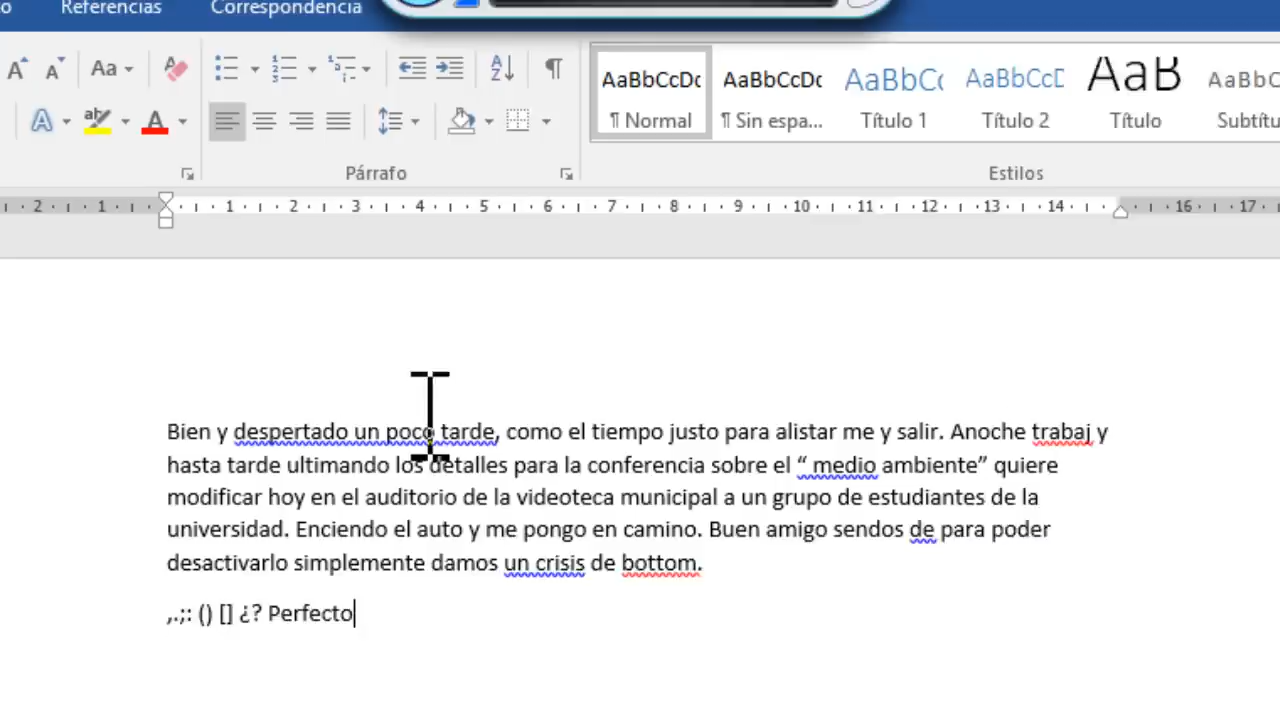 Referencias Correspondencia
Aa
AaBbCcDc AaBbCcDc AaBbC AaBbCcD AaB AaBbC
¶ Normal ¶ Sin espa... Título 1 Título 2 Título
Párrafo Estilos
2 1 1 2 3 4 5 6 7 8 9 10 11 12 13 14 16 17
Bien y despertado un poco tarde, como el tiempo justo para alistar me y salir. Anoche trabaj y
hasta tarde ultimando los detalles para la conferencia sobre el “ medio ambiente” quiere
modificar hoy en el auditorio de la videoteca municipal a un grupo de estudiantes de la
universidad. Enciendo el auto y me pongo en camino. Buen amigo sendos de para poder
desactivarlo simplemente damos un crisis de bottom.
,.;: () [] ¿? Perfecto